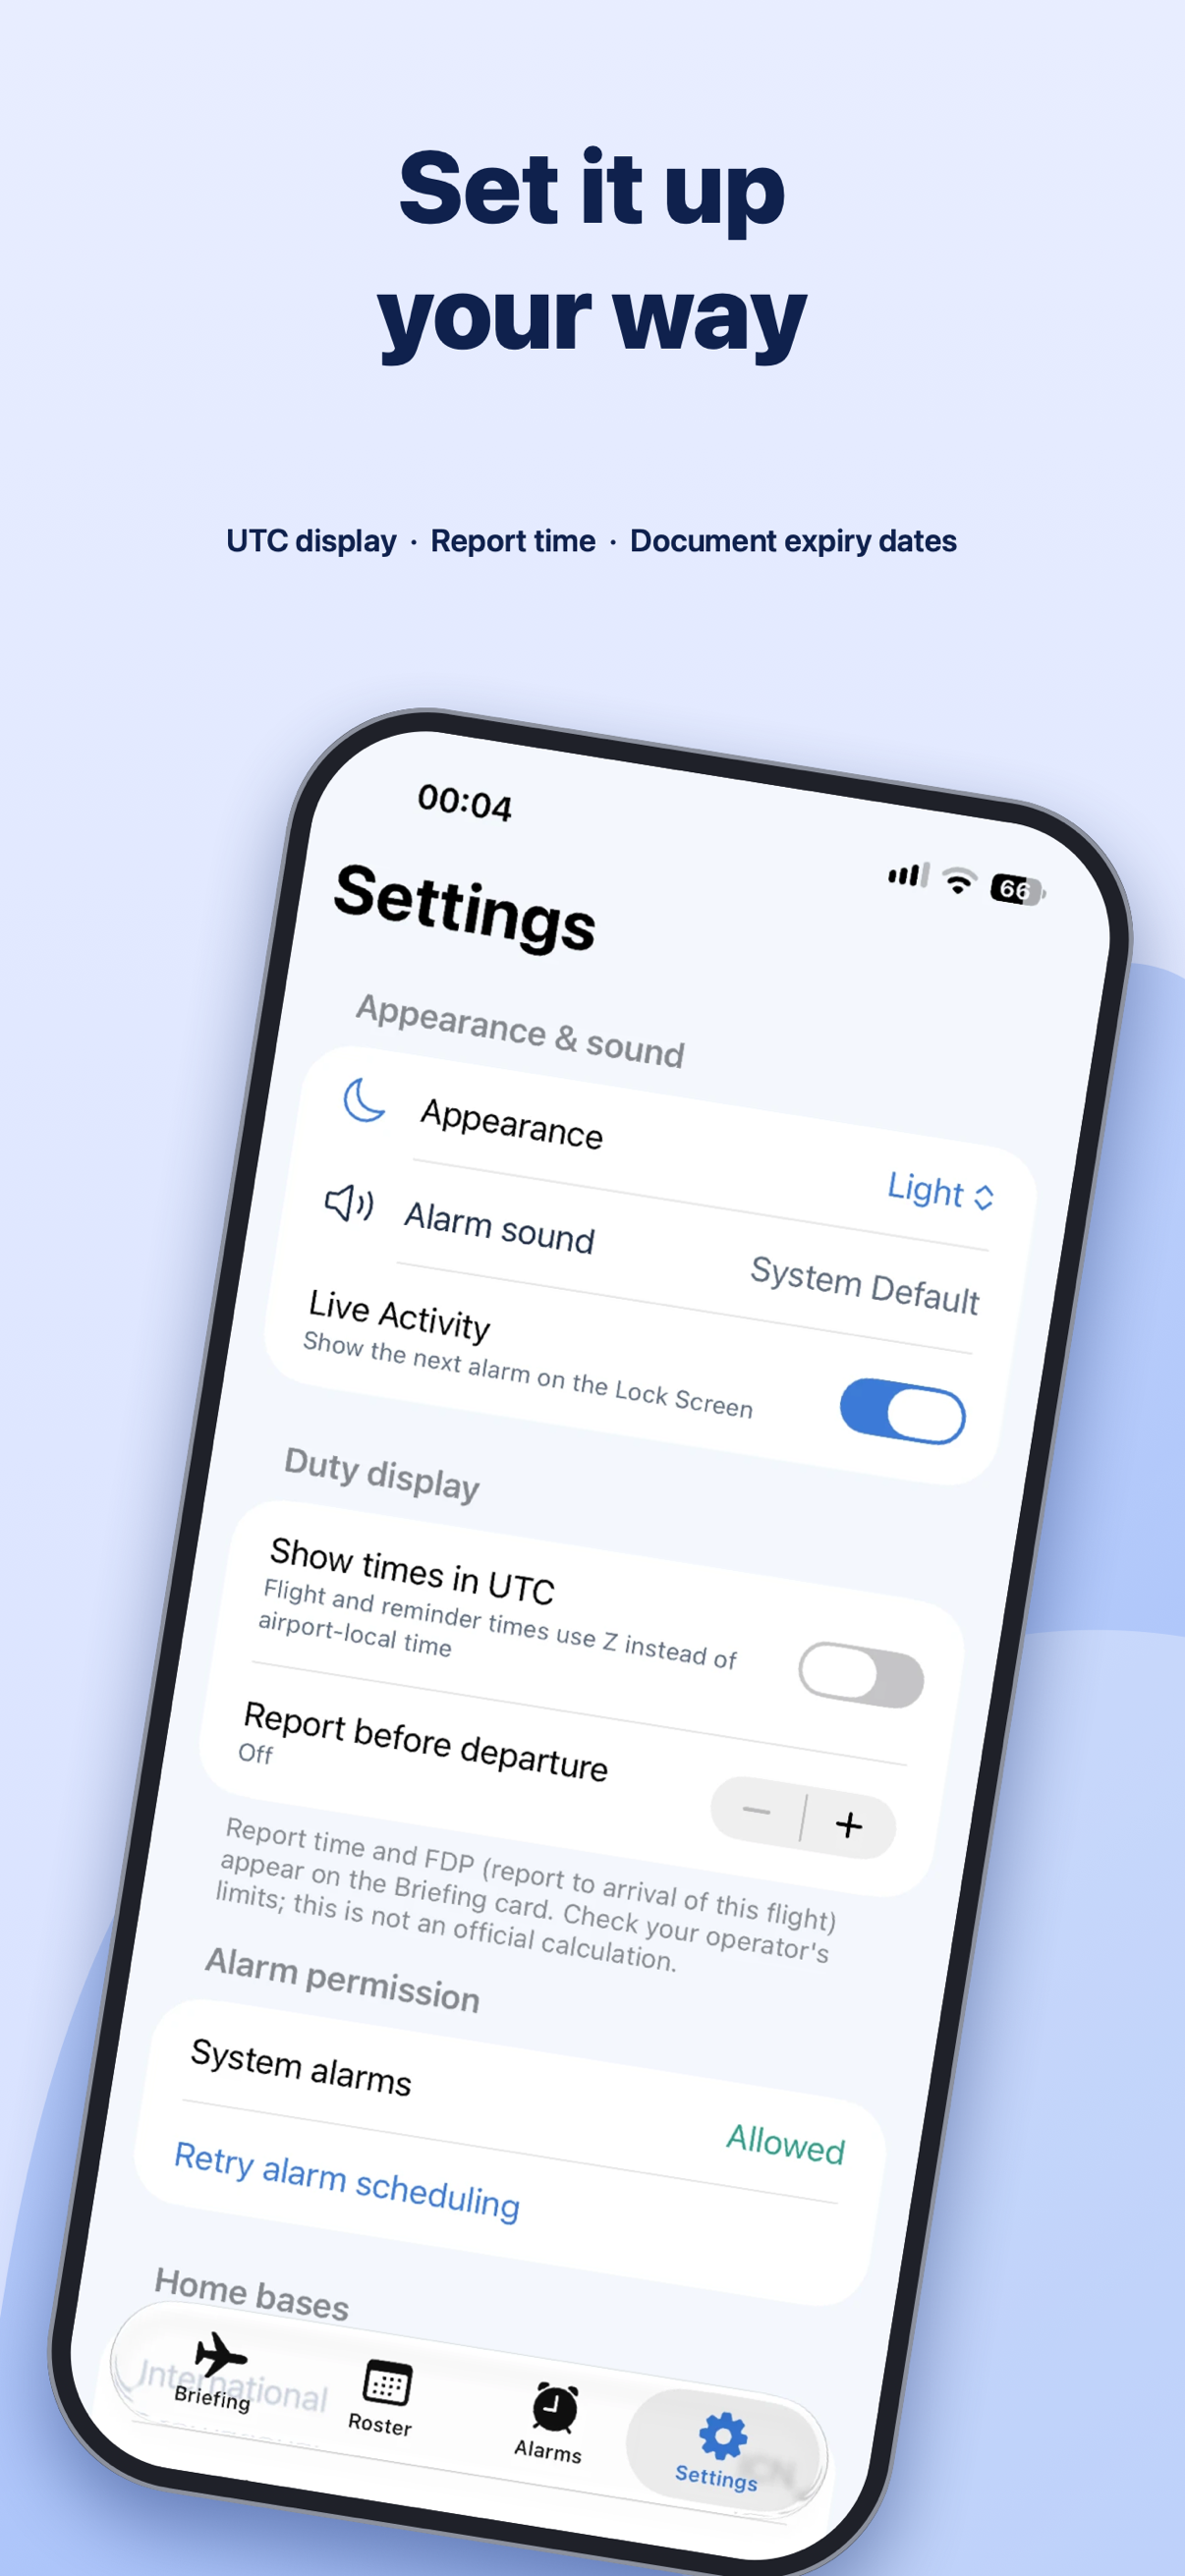 Set it up
your way
UTC display · Report time · Document expiry dates
00:04
66
Settings
Appearance & sound
Appearance
Light
Alarm sound
System Default
Live Activity
Show the next alarm on the Lock Screen
Duty display
Show times in UTC
Flight and reminder times use Z instead of
airport-local time
Report before departure
Off
Report time and FDP (report to arrival of this flight)
appear on the Briefing card. Check your operator's
limits; this is not an official calculation.
Alarm permission
System alarms
Allowed
Retry alarm scheduling
Home bases
International
ICN
Briefing
Roster
Alarms
Settings